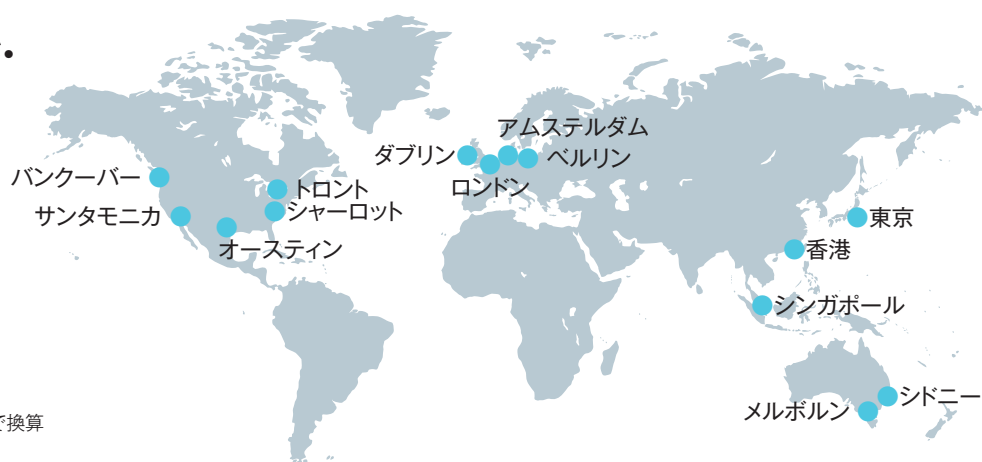 アムステルダム
ダブリン
ベルリン
ロンドン
バンクーバー
トロント
サンタモニカ
シャーロット
オースティン
東京
香港
シンガポール
シドニー
メルボルン
で換算